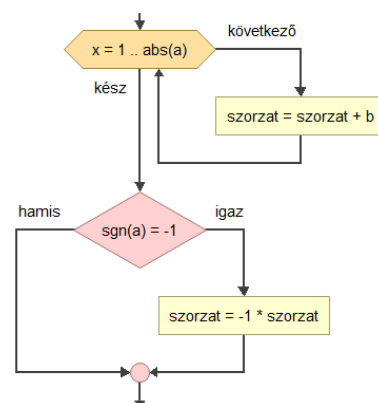 következő
x = 1 .. abs(a)
kész
szorzat = szorzat + b
hamis
igaz
sgn(a) = -1
szorzat = -1 * szorzat